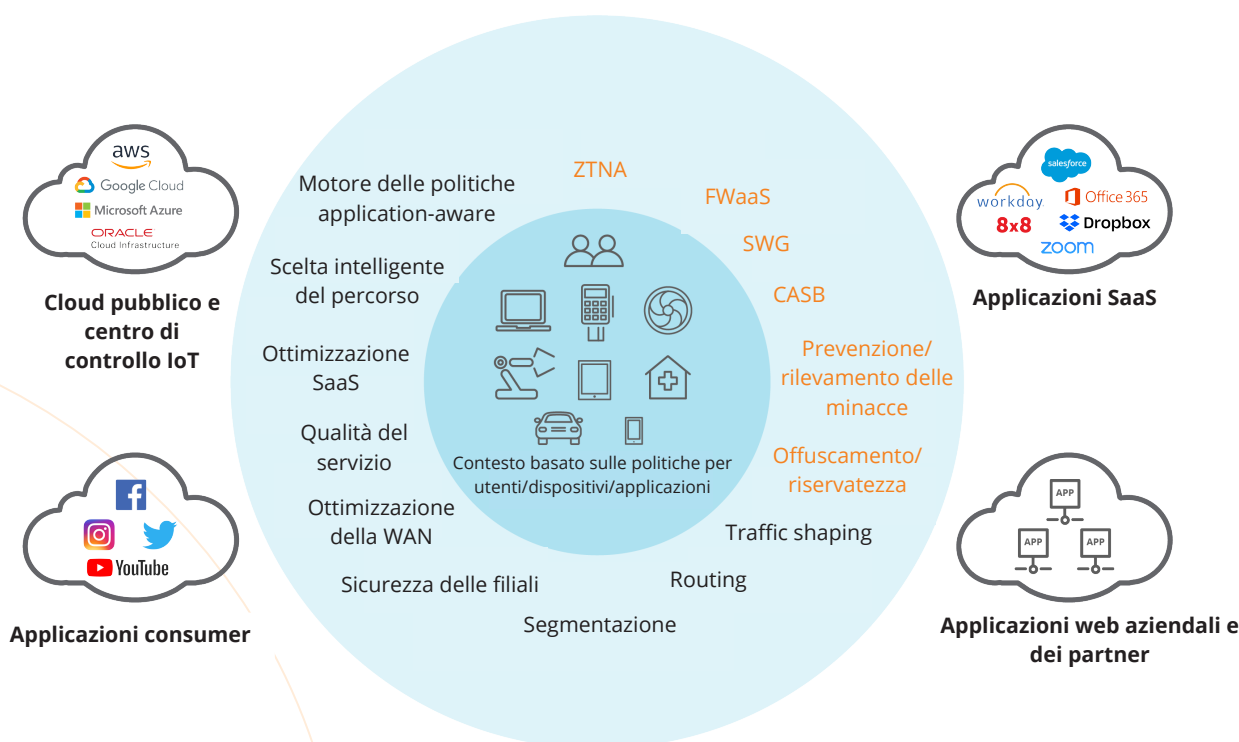 aws
Google Cloud
Microsoft Azure
ORACLE
Cloud Infrastructure
Cloud pubblico e
centro di
controllo IoT
YouTube
Applicazioni consumer
Motore delle politiche
application-aware
Scelta intelligente
del percorso
Ottimizzazione
SaaS
Qualità del
servizio
Ottimizzazione
della WAN
Sicurezza delle filiali
Segmentazione
Routing
Traffic shaping
ZTNA
FWaaS
SWG
CASB
Prevenzione/
rilevamento delle
minacce
Offuscamento/
riservatezza
Contesto basato sulle politiche per
utenti/dispositivi/applicazioni
salesforce
workday
Office 365
8x8
Dropbox
zoom
Applicazioni SaaS
APP
APP
APP
Applicazioni web aziendali e
dei partner